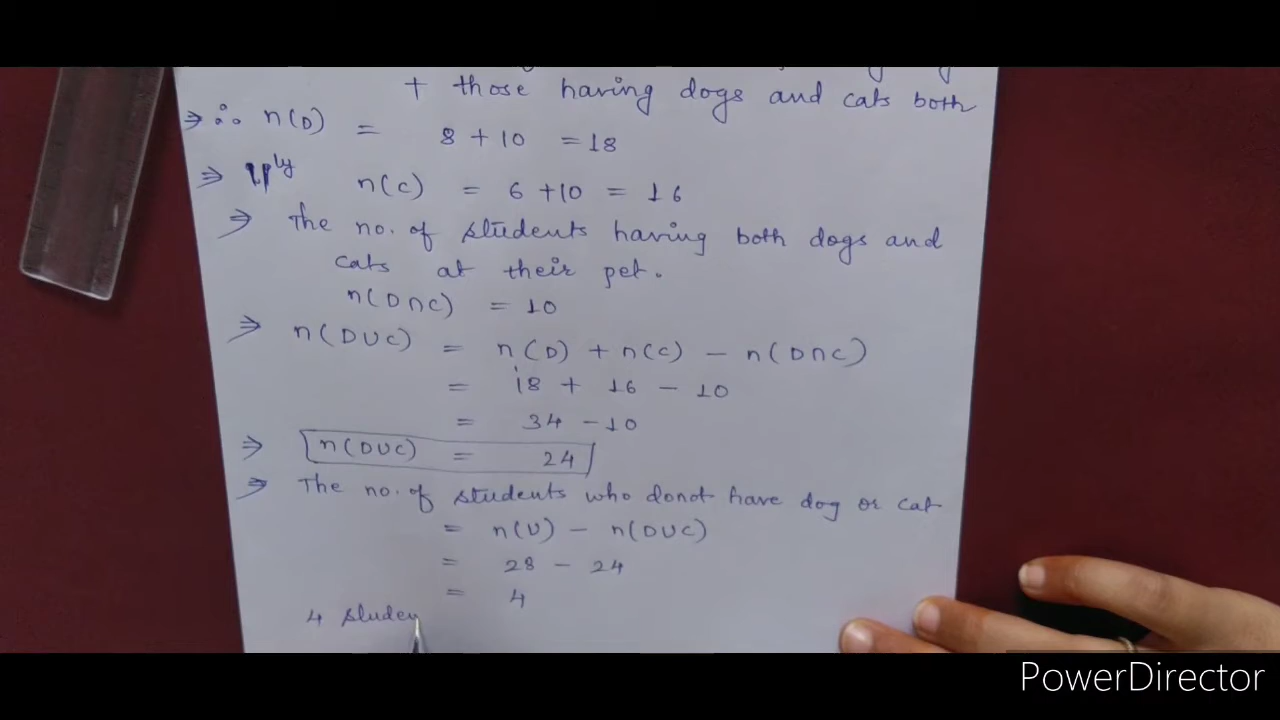 + those having dogs and cats both
⇒ ∴ n(D) = 8 + 10 = 18
⇒ lly n(C) = 6 + 10 = 16
⇒ The no. of students having both dogs and
cats at their pet.
n(D∩C) = 10
⇒ n(D∪C) = n(D) + n(C) − n(D∩C)
= 18 + 16 − 10
= 34 − 10
⇒ n(D∪C) = 24
⇒ The no. of students who donot have dog or cat
= n(U) − n(D∪C)
= 28 − 24
= 4
4 studen
PowerDirector